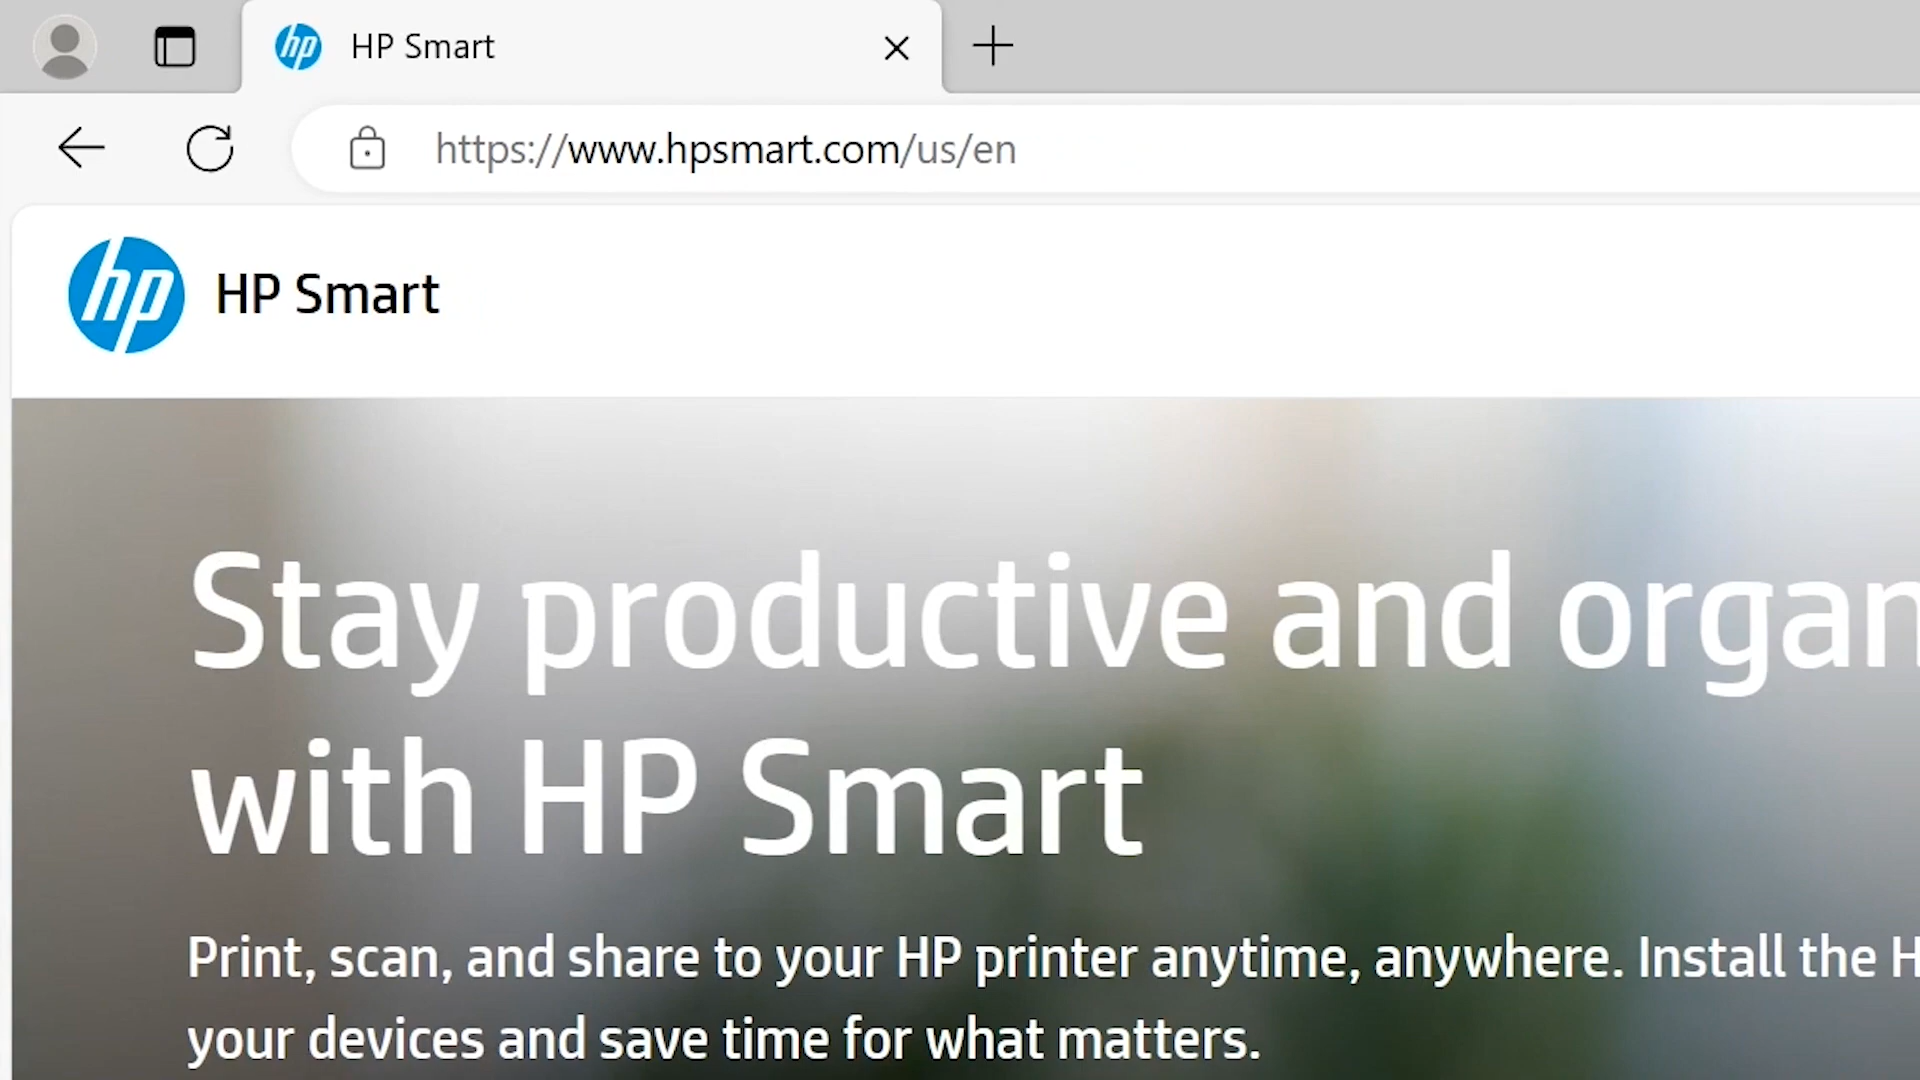 HP Smart
https://www.hpsmart.com/us/en
hp HP Smart
Stay productive and organ
with HP Smart
Print, scan, and share to your HP printer anytime, anywhere. Install the H
your devices and save time for what matters.